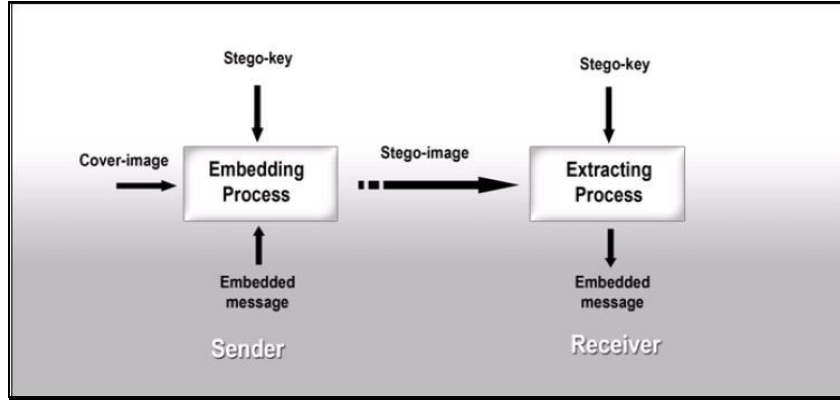 Stego-key
Stego-key
Cover-image
Embedding
Process
Stego-image
Extracting
Process
Embedded
message
Embedded
message
Sender
Receiver